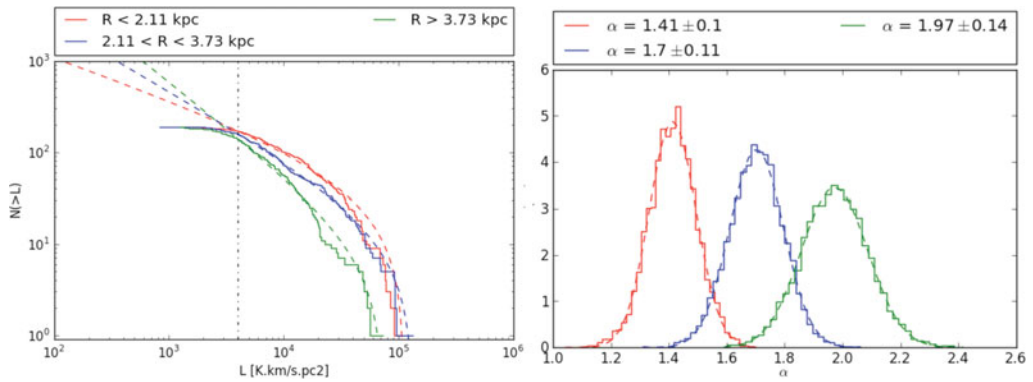 R < 2.11 kpc
R > 3.73 kpc
2.11 < R < 3.73 kpc
10³
10²
10¹
10⁰
N(>L)
10² 10³ 10⁴ 10⁵ 10⁶
L [K.km/s.pc2]
α = 1.41±0.1
α = 1.97±0.14
α = 1.7±0.11
6
5
4
3
2
1
0
1.0 1.2 1.4 1.6 1.8 2.0 2.2 2.4 2.6
α